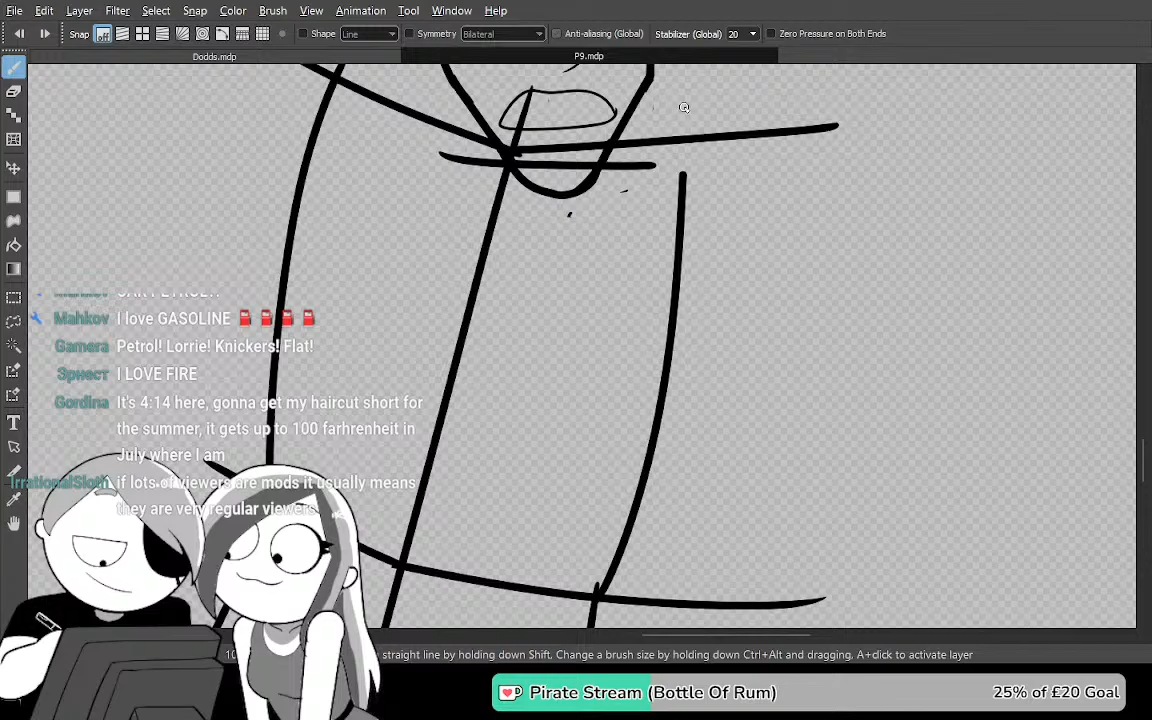 File Edit Layer Filter Select Snap Color Brush View Animation Tool Window Help
Snap off Shape Line Symmetry Bilateral Anti-aliasing (Global) Stabilizer (Global) 20 Zero Pressure on Both Ends
Dodds.mdp P9.mdp
Mahkov I love GASOLINE
Gamera Petrol! Lorrie! Knickers! Flat!
Эрнест I LOVE FIRE
Gordina It's 4:14 here, gonna get my haircut short for
the summer, it gets up to 100 farhrenheit in
July where I am
IrrationalSloth if lots of viewers are mods it usually means
they are very regular viewers
straight line by holding down Shift. Change a brush size by holding down Ctrl+Alt and dragging, A+click to activate layer
Pirate Stream (Bottle Of Rum) 25% of £20 Goal